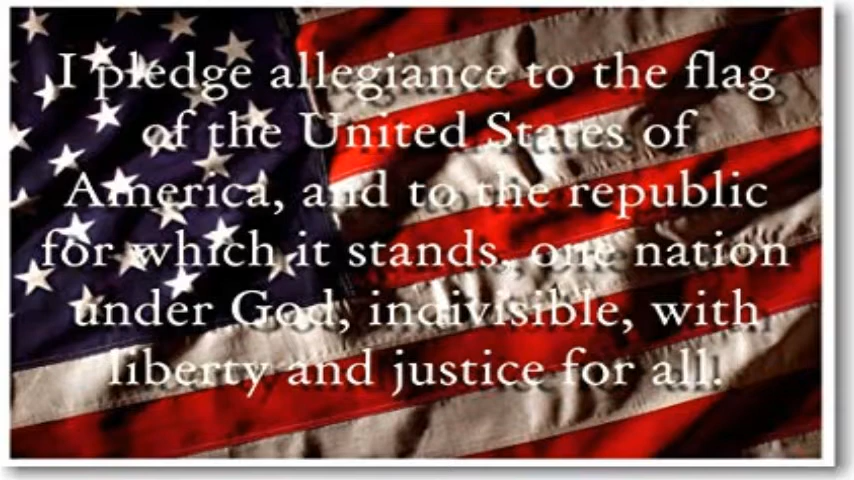 I pledge allegiance to the flag
of the United States of
America, and to the republic
for which it stands, one nation
under God, indivisible, with
liberty and justice for all.